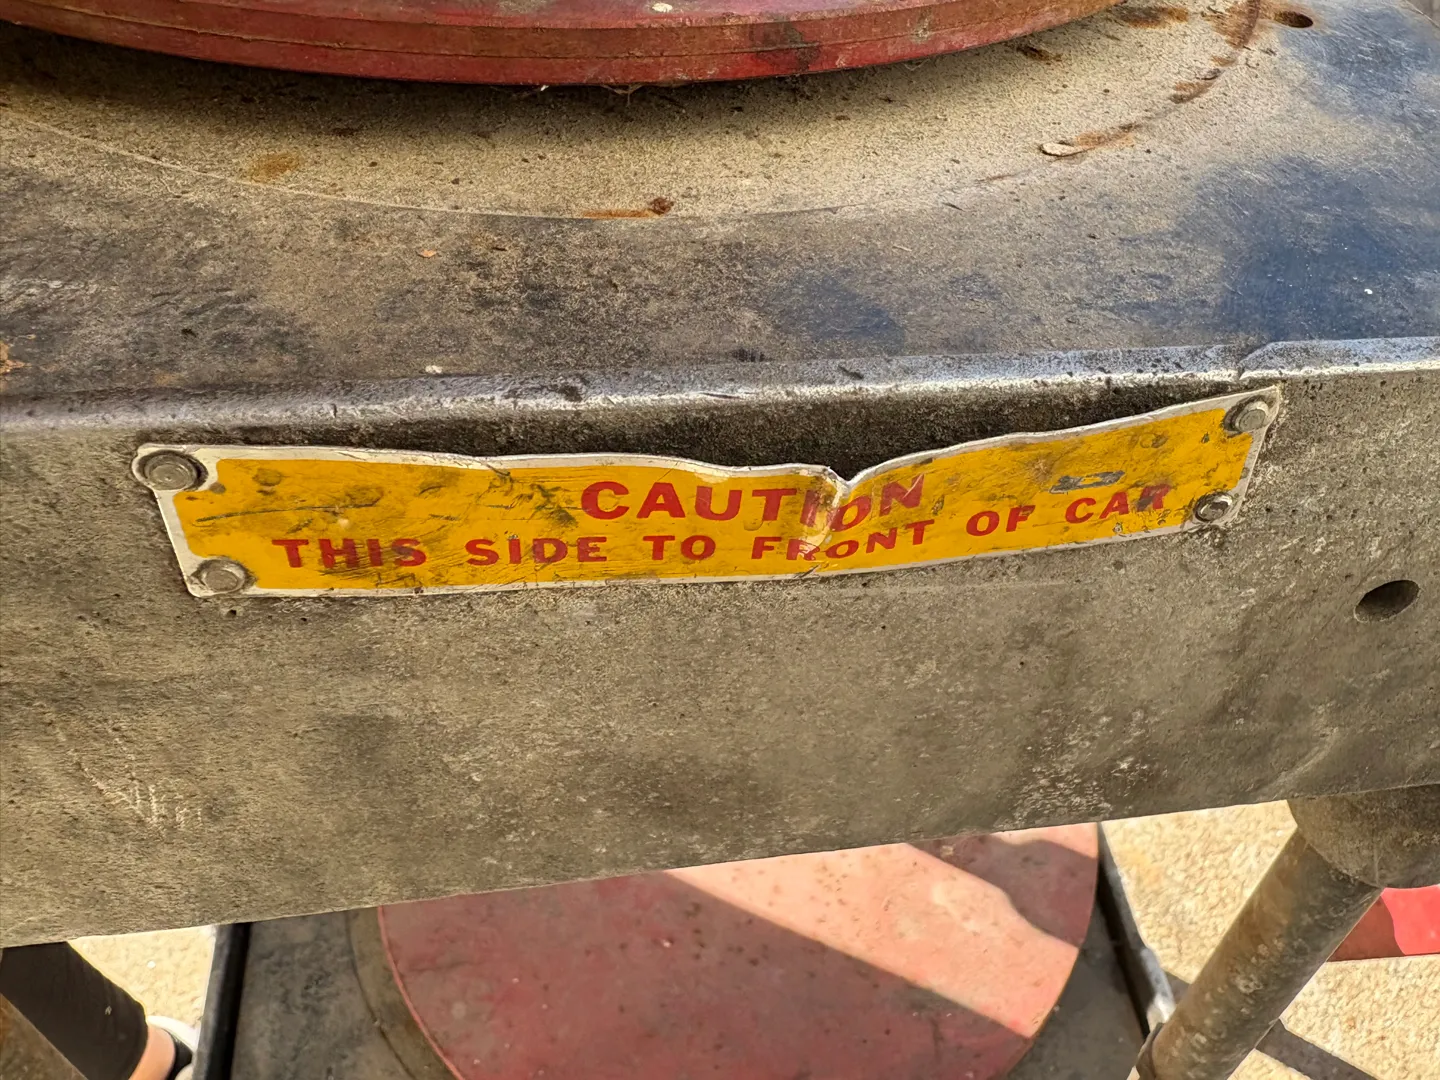 CAUTION
THIS SIDE TO FRONT OF CAR